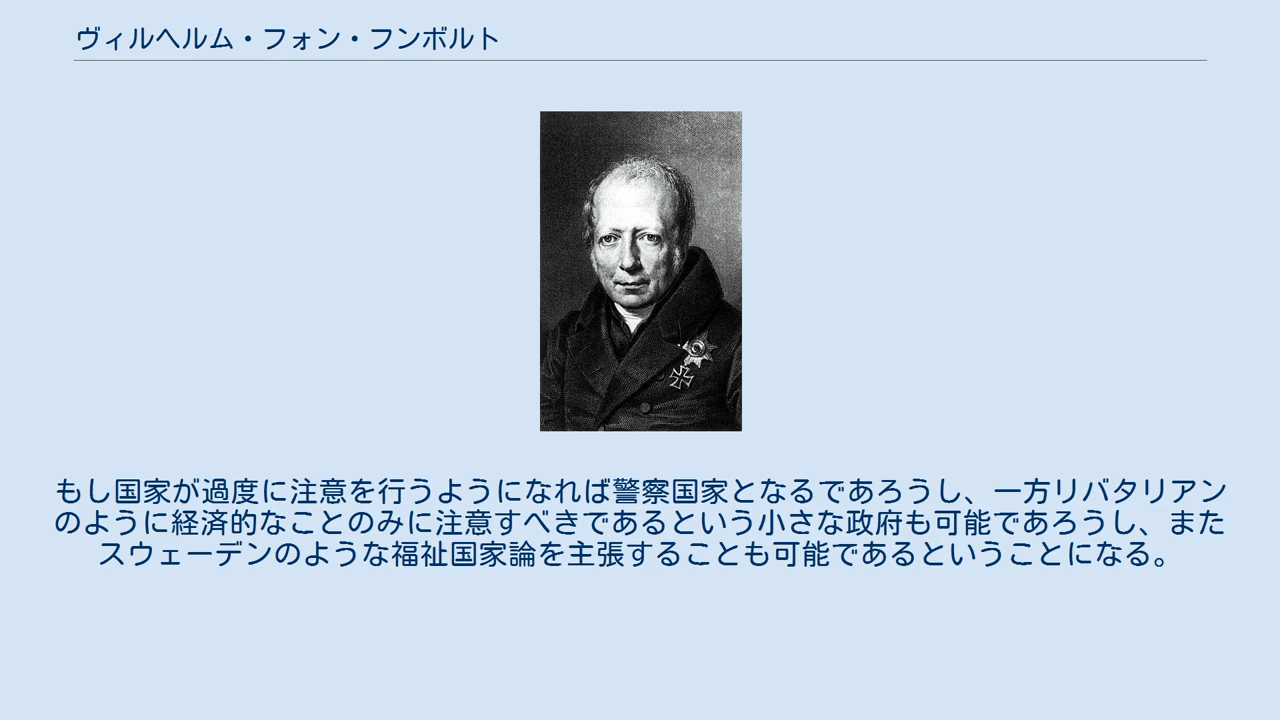 ヴィルヘルム・フォン・フンボルト
もし国家が過度に注意を行うようになれば警察国家となるであろうし、一方リバタリアン
のように経済的なことのみに注意すべきであるという小さな政府も可能であろうし、また
スウェーデンのような福祉国家論を主張することも可能であるということになる。